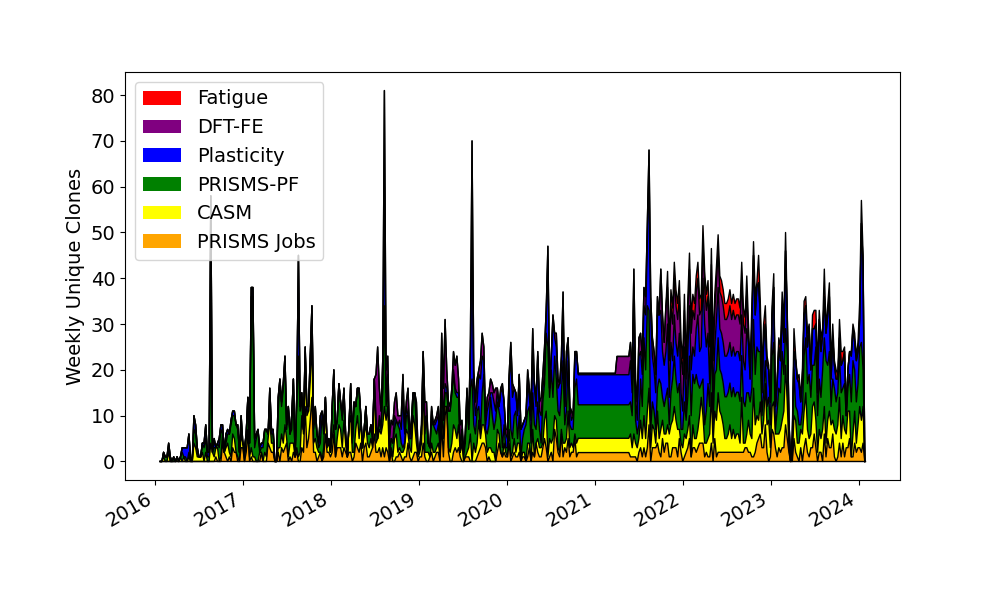 80
70
60
50
40
30
20
10
0
Weekly Unique Clones
Fatigue
DFT-FE
Plasticity
PRISMS-PF
CASM
PRISMS Jobs
2016
2017
2018
2019
2020
2021
2022
2023
2024